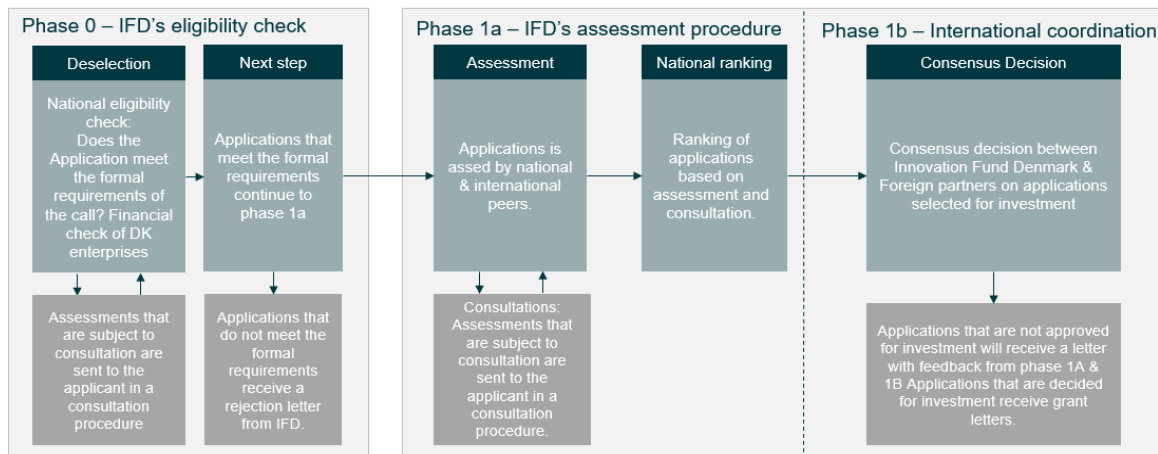 Phase 0 – IFD's eligibility check
Deselection
National eligibility
check:
Does the
Application meet
the formal
requirements of
the call? Financial
check of DK
enterprises
Assessments that
are subject to
consultation are
sent to the
applicant in a
consultation
procedure
Next step
Applications that
meet the formal
requirements
continue to
phase 1a
Applications that
do not meet the
formal
requirements
receive a
rejection letter
from IFD.
Phase 1a – IFD's assessment procedure
Assessment
Applications is
assed by national
& international
peers.
Consultations:
Assessments that
are subject to
consultation are
sent to the
applicant in a
consultation
procedure.
National ranking
Ranking of
applications
based on
assessment and
consultation.
Phase 1b – International coordination
Consensus Decision
Consensus decision between
Innovation Fund Denmark &
Foreign partners on applications
selected for investment
Applications that are not approved
for investment will receive a letter
with feedback from phase 1A &
1B Applications that are decided
for investment receive grant
letters.